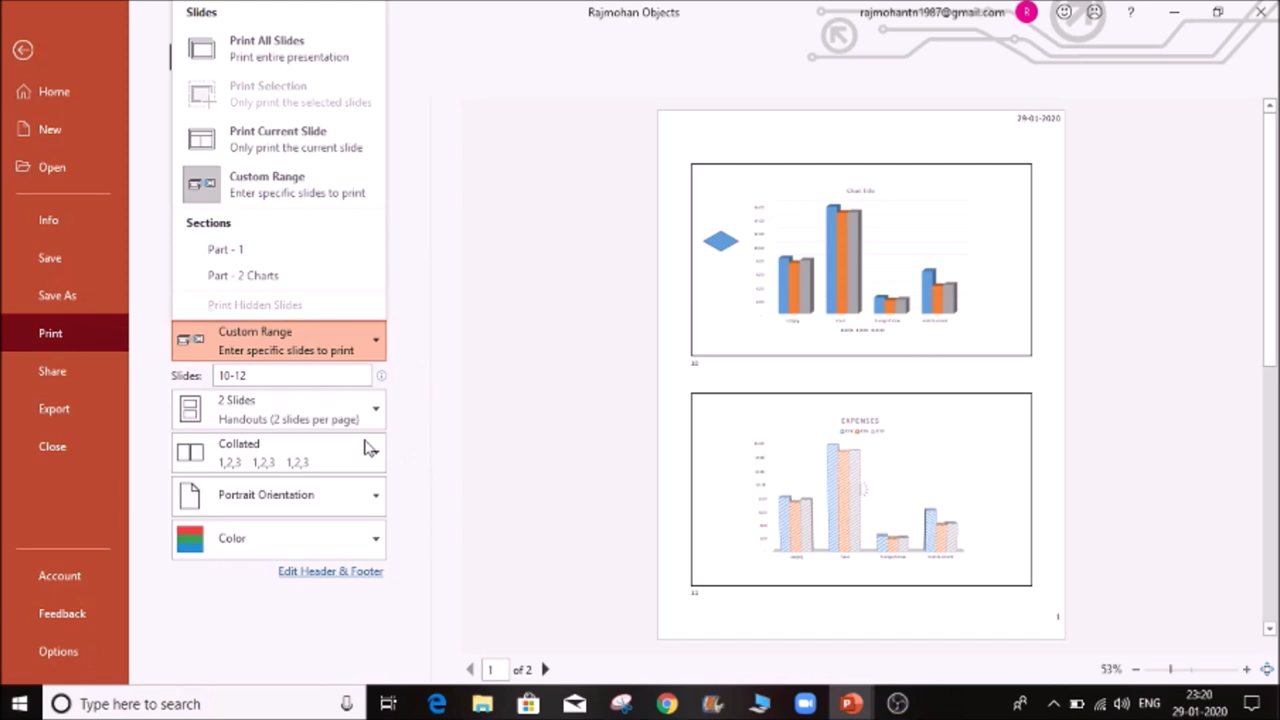 Rajmohan Objects
rajmohantn1987@gmail.com
R
?
Home
New
Open
Info
Save
Save As
Print
Share
Export
Close
Account
Feedback
Options
Slides
Print All Slides
Print entire presentation
Print Selection
Only print the selected slides
Print Current Slide
Only print the current slide
Custom Range
Enter specific slides to print
Sections
Part - 1
Part - 2 Charts
Print Hidden Slides
Custom Range
Enter specific slides to print
Slides: 10-12
2 Slides
Handouts (2 slides per page)
Collated
1,2,3 1,2,3 1,2,3
Portrait Orientation
Color
Edit Header & Footer
29-01-2020
Chart Title
10
EXPENSES
11
1
1 of 2
53%
Type here to search
ENG
23:20
29-01-2020